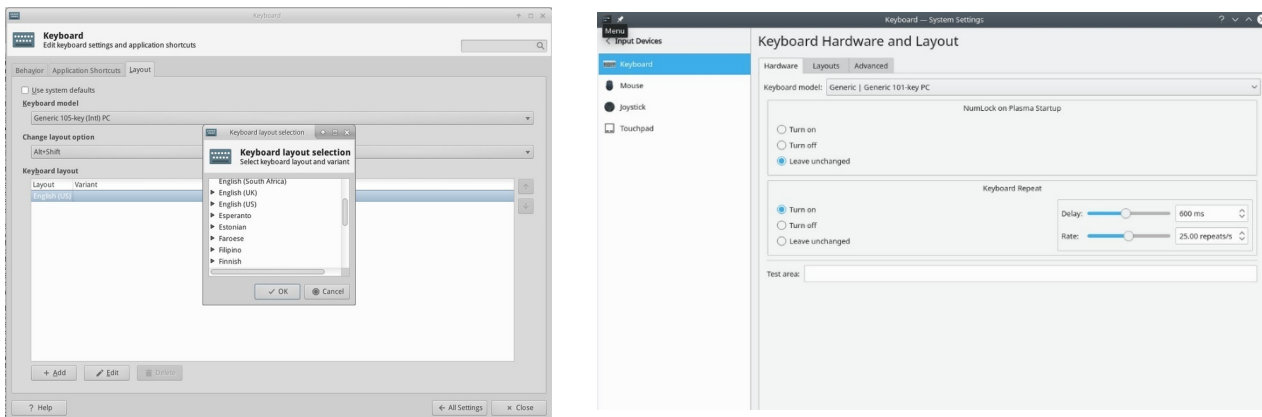 Keyboard
Keyboard
Edit keyboard settings and application shortcuts
Behavior Application Shortcuts Layout
Use system defaults
Keyboard model
Generic 105-key (Intl) PC
Change layout option
Alt+Shift
Keyboard layout
Layout Variant
English (US)
+ Add Edit Delete
? Help All Settings Close
Keyboard layout selection
Keyboard layout selection
Select keyboard layout and variant
English (South Africa)
English (UK)
English (US)
Esperanto
Estonian
Faroese
Filipino
Finnish
OK Cancel
Keyboard — System Settings
Menu
Input Devices
Keyboard
Mouse
Joystick
Touchpad
Keyboard Hardware and Layout
Hardware Layouts Advanced
Keyboard model: Generic | Generic 101-key PC
NumLock on Plasma Startup
Turn on
Turn off
Leave unchanged
Keyboard Repeat
Turn on
Turn off
Leave unchanged
Delay: 600 ms
Rate: 25.00 repeats/s
Test area: